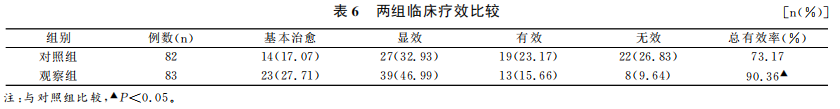 表 6 两组临床疗效比较 [n(%)]
组别 例数(n) 基本治愈 显效 有效 无效 总有效率(%)
对照组 82 14(17.07) 27(32.93) 19(23.17) 22(26.83) 73.17
观察组 83 23(27.71) 39(46.99) 13(15.66) 8(9.64) 90.36▲
注:与对照组比较,▲P<0.05。